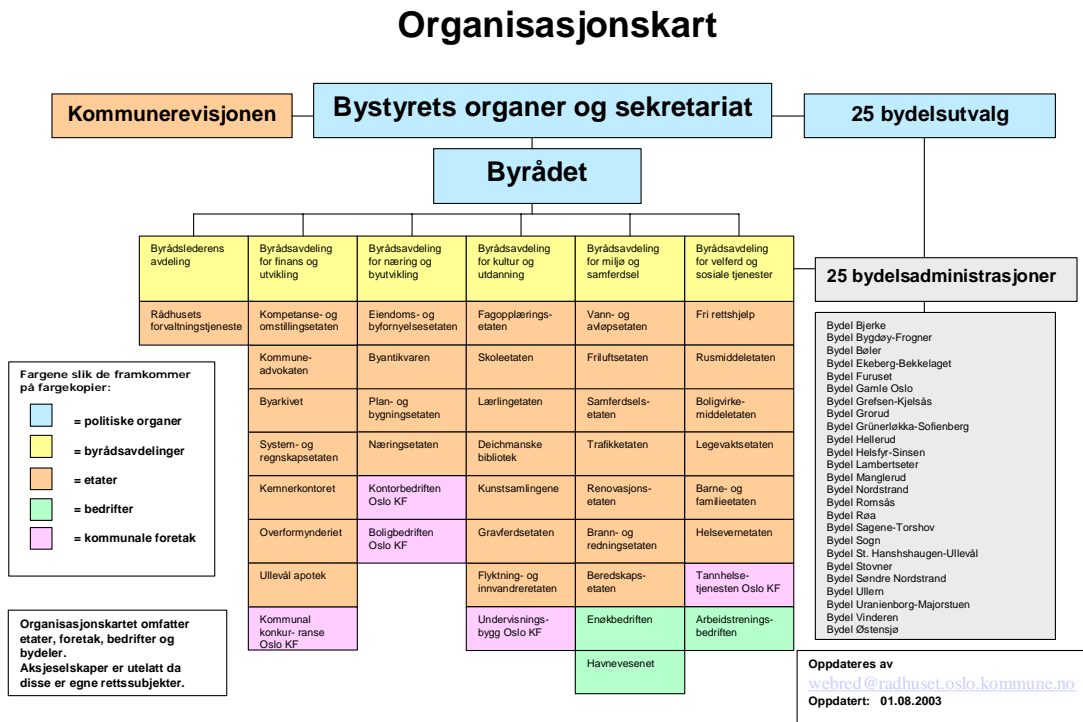 Organisasjonskart
Kommunerevisjonen
Bystyrets organer og sekretariat
25 bydelsutvalg
Byrådet
Byrådslederens
avdeling
Rådhusets
forvaltningstjeneste
Byrådsavdeling
for finans og
utvikling
Kompetanse- og
omstillingsetaten
Kommune-
advokaten
Byarkivet
System- og
regnskapsetaten
Kemnerkontoret
Overformynderiet
Ullevål apotek
Kommunal
konkur- ranse
Oslo KF
Byrådsavdeling
for næring og
byutvikling
Eiendoms- og
byfornyelsesetaten
Byantikvaren
Plan- og
bygningsetaten
Næringsetaten
Kontorbedriften
Oslo KF
Boligbedriften
Oslo KF
Byrådsavdeling
for kultur og
utdanning
Fagopplærings-
etaten
Skoleetaten
Lærlingetaten
Deichmanske
bibliotek
Kunstsamlingene
Gravferdsetaten
Flyktning- og
innvandreretaten
Undervisnings-
bygg Oslo KF
Byrådsavdeling
for miljø og
samferdsel
Vann- og
avløpsetaten
Friluftsetaten
Samferdsels-
etaten
Trafikketaten
Renovasjons-
etaten
Brann- og
redningsetaten
Beredskaps-
etaten
Enøkbedriften
Havnevesenet
Byrådsavdeling
for velferd og
sosiale tjenester
Fri rettshjelp
Rusmiddeletaten
Boligvirke-
middeletaten
Legevaktsetaten
Barne- og
familieetaten
Helsevernetaten
Tannhelse-
tjenesten Oslo KF
Arbeidstrenings-
bedriften
25 bydelsadministrasjoner
Bydel Bjerke
Bydel Bygdøy-Frogner
Bydel Bøler
Bydel Ekeberg-Bekkelaget
Bydel Furuset
Bydel Gamle Oslo
Bydel Grefsen-Kjelsås
Bydel Grorud
Bydel Grünerløkka-Sofienberg
Bydel Hellerud
Bydel Helsfyr-Sinsen
Bydel Lambertseter
Bydel Manglerud
Bydel Nordstrand
Bydel Romsås
Bydel Røa
Bydel Sagene-Torshov
Bydel Sogn
Bydel St. Hanshshaugen-Ullevål
Bydel Stovner
Bydel Søndre Nordstrand
Bydel Ullern
Bydel Uranienborg-Majorstuen
Bydel Vinderen
Bydel Østensjø
Fargene slik de framkommer
på fargekopier:
= politiske organer
= byrådsavdelinger
= etater
= bedrifter
= kommunale foretak
Organisasjonskartet omfatter
etater, foretak, bedrifter og
bydeler.
Aksjeselskaper er utelatt da
disse er egne rettssubjekter.
Oppdateres av
webred@radhuset.oslo.kommune.no
Oppdatert: 01.08.2003